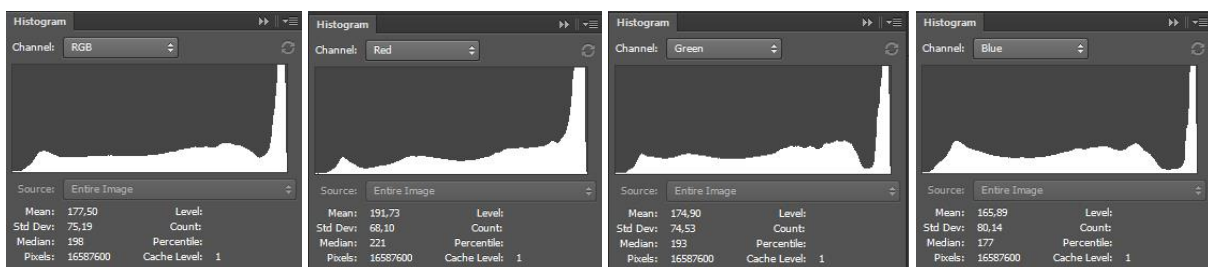 Histogram
Channel: RGB
Source: Entire Image
Mean: 177,50 Level:
Std Dev: 75,19 Count:
Median: 198 Percentile:
Pixels: 16587600 Cache Level: 1
Histogram
Channel: Red
Source: Entire Image
Mean: 191,73 Level:
Std Dev: 68,10 Count:
Median: 221 Percentile:
Pixels: 16587600 Cache Level: 1
Histogram
Channel: Green
Source: Entire Image
Mean: 174,90 Level:
Std Dev: 74,53 Count:
Median: 193 Percentile:
Pixels: 16587600 Cache Level: 1
Histogram
Channel: Blue
Source: Entire Image
Mean: 165,89 Level:
Std Dev: 80,14 Count:
Median: 177 Percentile:
Pixels: 16587600 Cache Level: 1